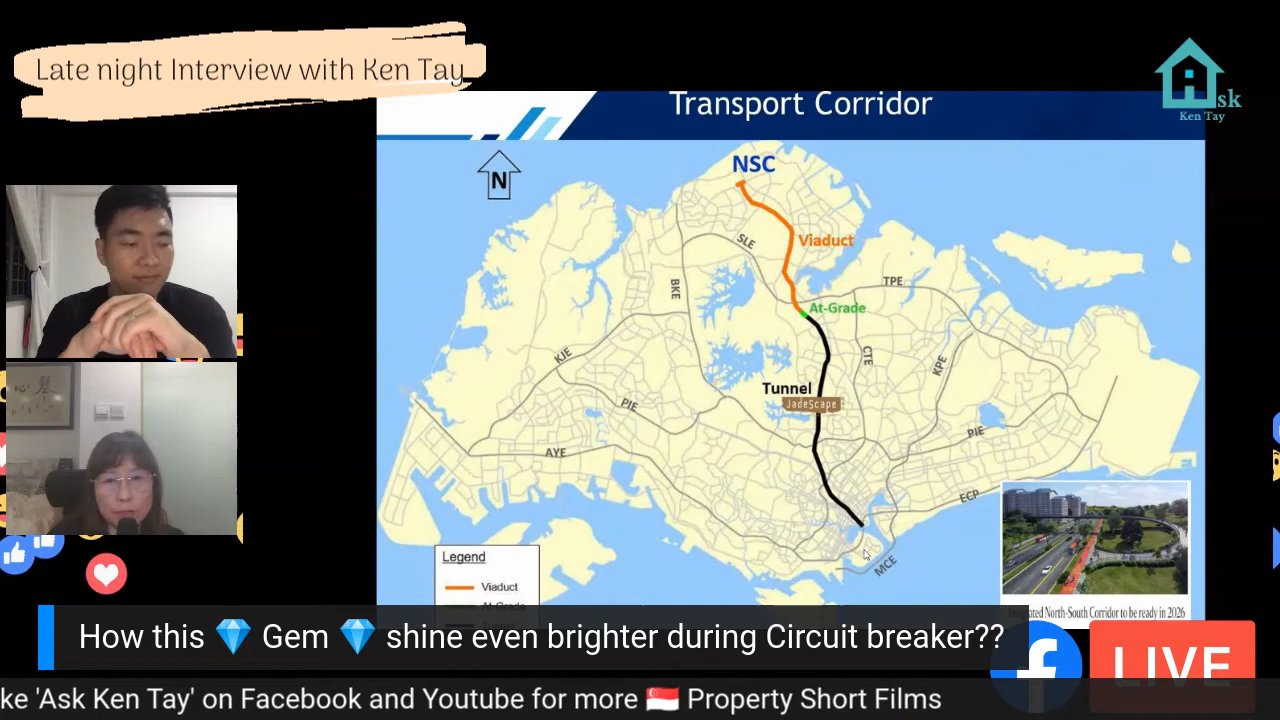 Late night Interview with Ken Tay
sk
Ken Tay
Transport Corridor
N
NSC
Viaduct
SLE
BKE
TPE
At-Grade
CTE
KJE
KPE
Tunnel
JadeScape
PIE
PIE
AYE
ECP
MCE
Legend
Viaduct
At-Grade
North-South Corridor to be ready in 2026
How this 💎 Gem 💎 shine even brighter during Circuit breaker??
f LIVE
ke 'Ask Ken Tay' on Facebook and Youtube for more 🇸🇬 Property Short Films